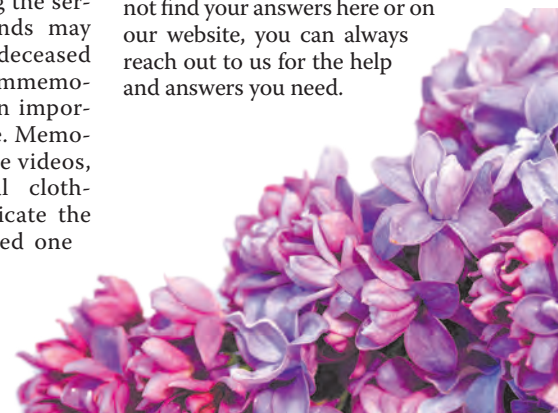 g the ser-
nds may
deceased
mmemo-
n impor-
e. Memo-
e videos,
l cloth-
icate the
ed one
not find your answers here or on
our website, you can always
reach out to us for the help
and answers you need.